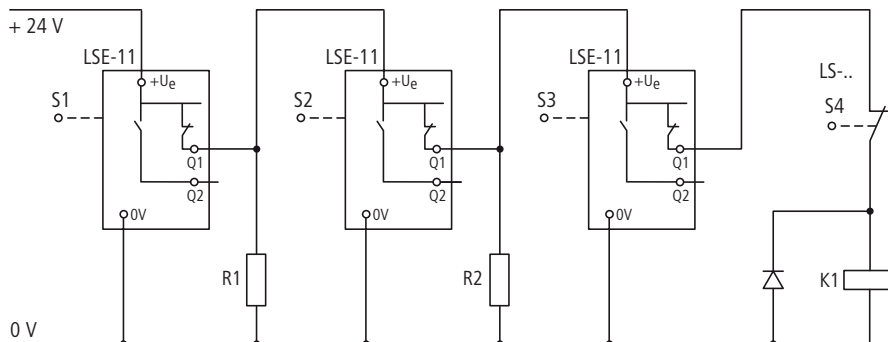 + 24 V
LSE-11
LSE-11
LSE-11
+Ue
+Ue
+Ue
LS-..
S1
S2
S3
S4
Q1
Q1
Q1
Q2
Q2
Q2
0V
0V
0V
R1
R2
K1
0 V